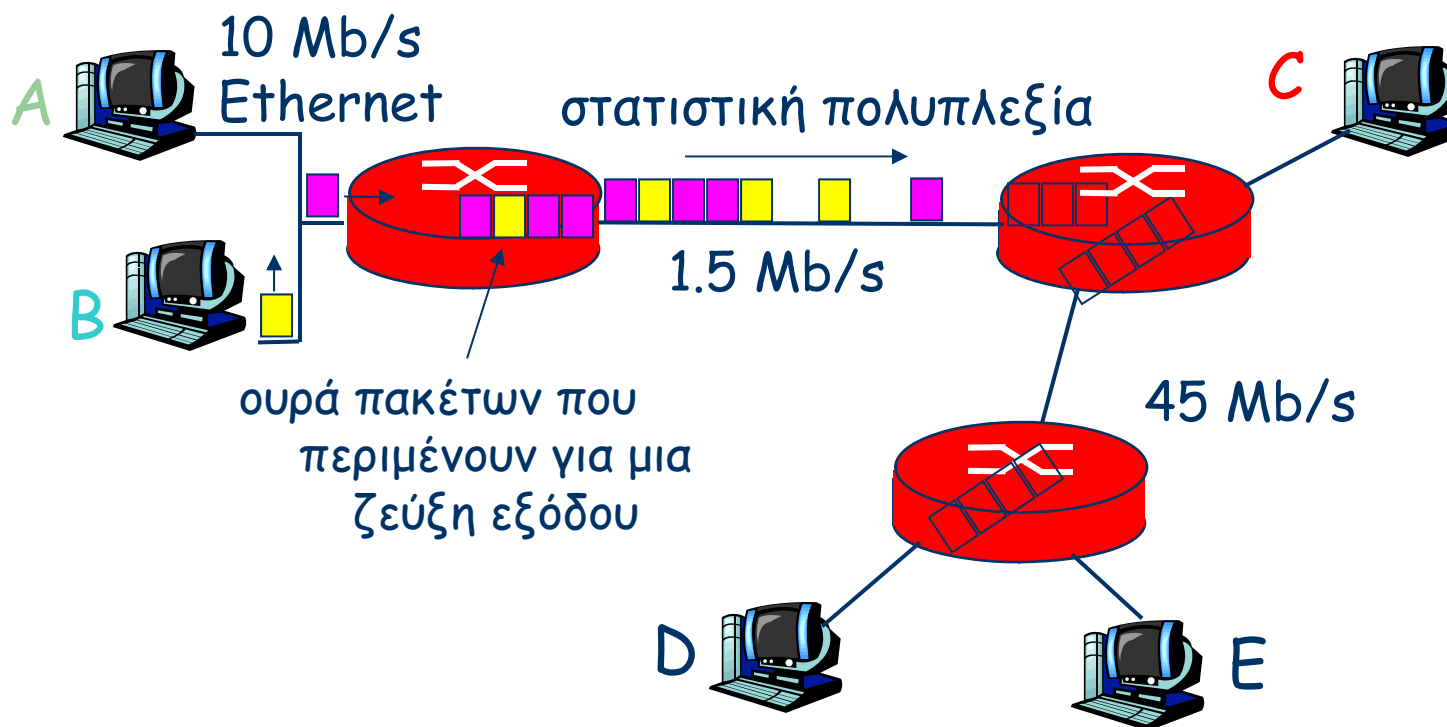 A
10 Mb/s
Ethernet
στατιστική πολυπλεξία
C
B
1.5 Mb/s
ουρά πακέτων που
περιμένουν για μια
ζεύξη εξόδου
45 Mb/s
D
E